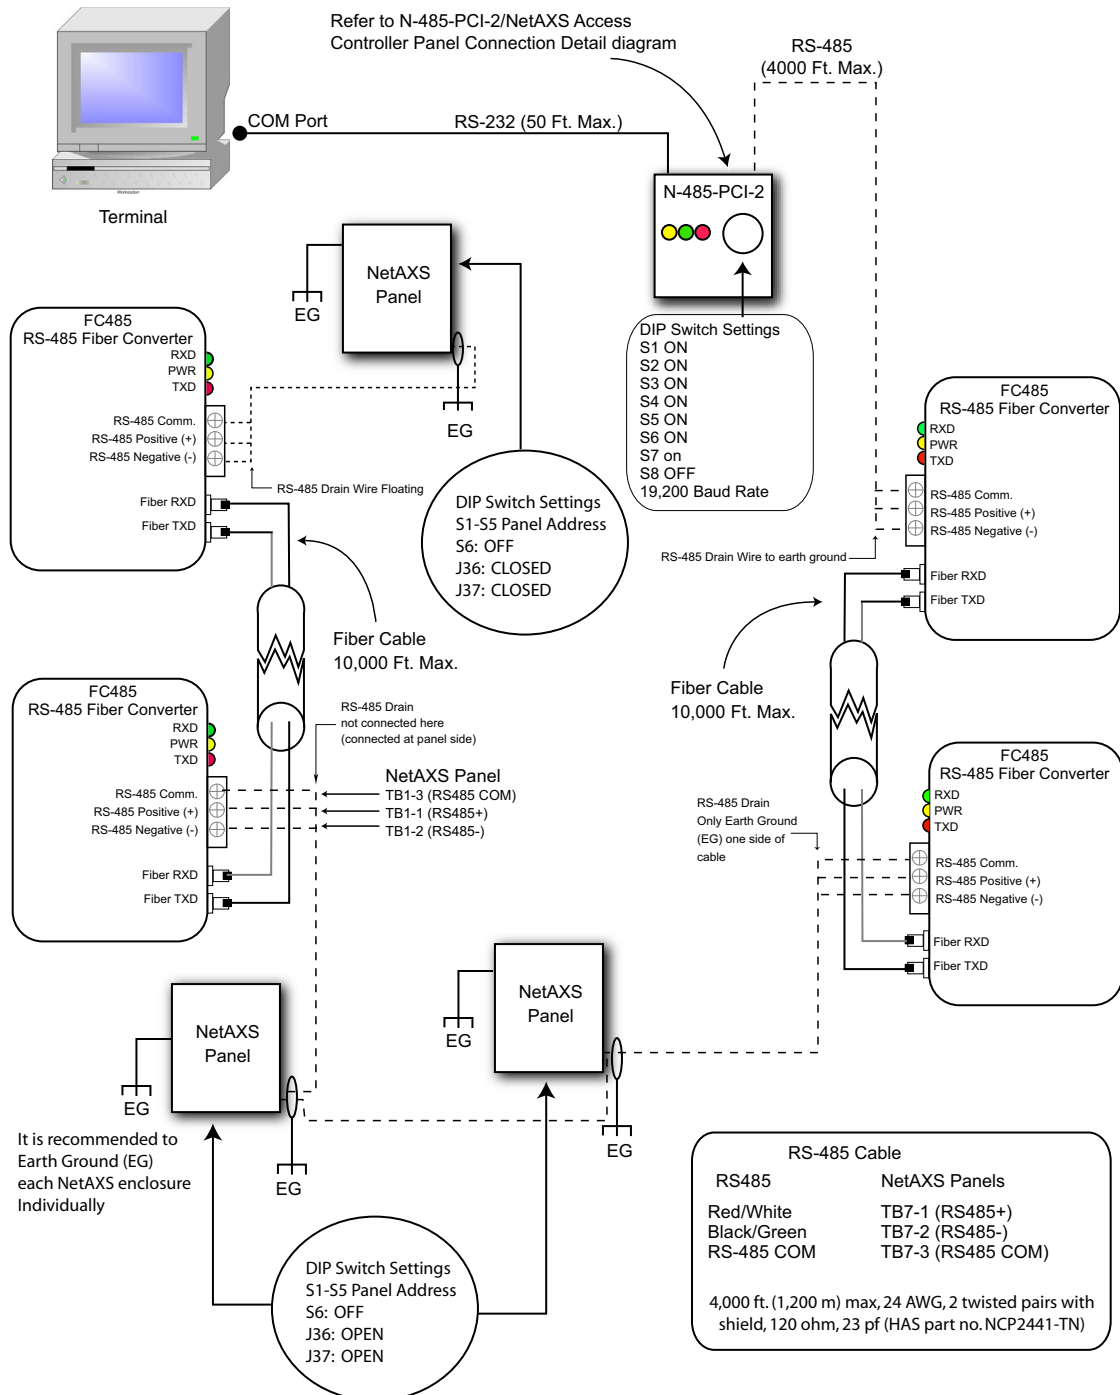 Refer to N-485-PCI-2/NetAXS Access
Controller Panel Connection Detail diagram
RS-485
(4000 Ft. Max.)
COM Port
RS-232 (50 Ft. Max.)
Workstation
Terminal
N-485-PCI-2
NetAXS
Panel
EG
EG
DIP Switch Settings
S1 ON
S2 ON
S3 ON
S4 ON
S5 ON
S6 ON
S7 on
S8 OFF
19,200 Baud Rate
FC485
RS-485 Fiber Converter
RXD
PWR
TXD
RS-485 Comm.
RS-485 Positive (+)
RS-485 Negative (-)
Fiber RXD
Fiber TXD
RS-485 Drain Wire Floating
DIP Switch Settings
S1-S5 Panel Address
S6: OFF
J36: CLOSED
J37: CLOSED
FC485
RS-485 Fiber Converter
RXD
PWR
TXD
RS-485 Comm.
RS-485 Positive (+)
RS-485 Negative (-)
RS-485 Drain Wire to earth ground
Fiber RXD
Fiber TXD
Fiber Cable
10,000 Ft. Max.
Fiber Cable
10,000 Ft. Max.
FC485
RS-485 Fiber Converter
RXD
PWR
TXD
RS-485 Comm.
RS-485 Positive (+)
RS-485 Negative (-)
Fiber RXD
Fiber TXD
RS-485 Drain
not connected here
(connected at panel side)
NetAXS Panel
TB1-3 (RS485 COM)
TB1-1 (RS485+)
TB1-2 (RS485-)
FC485
RS-485 Fiber Converter
RXD
PWR
TXD
RS-485 Drain
Only Earth Ground
(EG) one side of
cable
RS-485 Comm.
RS-485 Positive (+)
RS-485 Negative (-)
Fiber RXD
Fiber TXD
NetAXS
Panel
EG
EG
NetAXS
Panel
EG
EG
It is recommended to
Earth Ground (EG)
each NetAXS enclosure
Individually
DIP Switch Settings
S1-S5 Panel Address
S6: OFF
J36: OPEN
J37: OPEN
RS-485 Cable
RS485 NetAXS Panels
Red/White TB7-1 (RS485+)
Black/Green TB7-2 (RS485-)
RS-485 COM TB7-3 (RS485 COM)
4,000 ft. (1,200 m) max, 24 AWG, 2 twisted pairs with
shield, 120 ohm, 23 pf (HAS part no. NCP2441-TN)